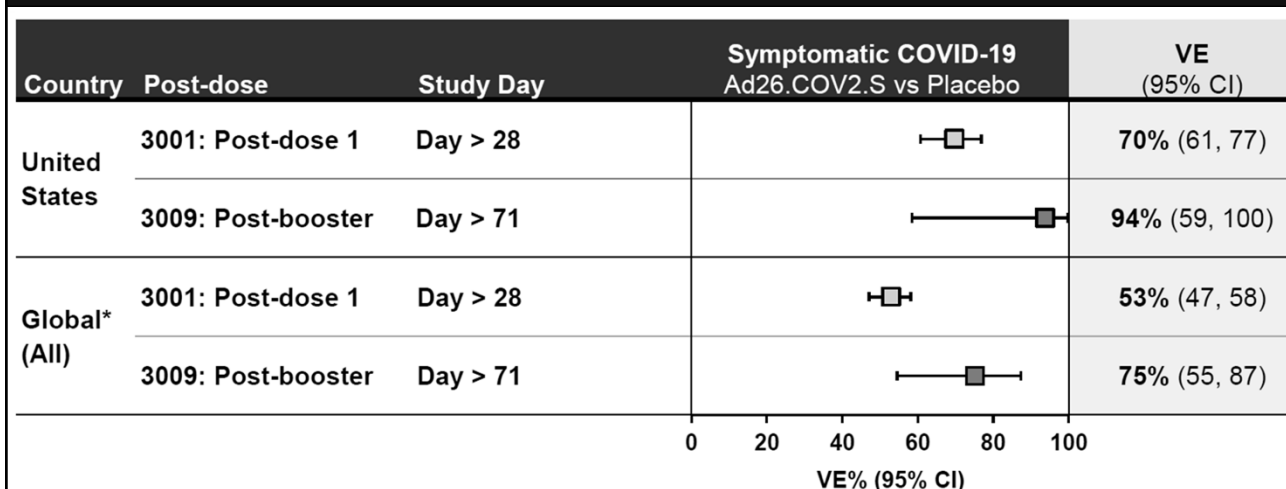 Symptomatic COVID-19 VE
Country Post-dose Study Day Ad26.COV2.S vs Placebo (95% CI)
United States
3001: Post-dose 1 Day > 28 70% (61, 77)
3009: Post-booster Day > 71 94% (59, 100)
Global* (All)
3001: Post-dose 1 Day > 28 53% (47, 58)
3009: Post-booster Day > 71 75% (55, 87)
0 20 40 60 80 100
VE% (95% CI)